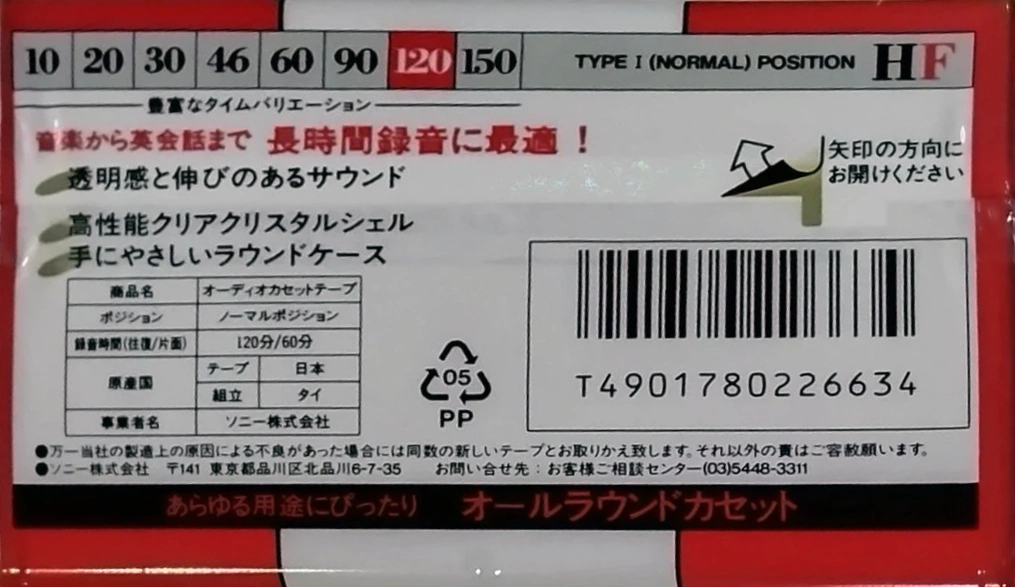 10 20 30 46 60 90 120 150 TYPE I (NORMAL) POSITION HF
豊富なタイムバリエーション
音楽から英会話まで 長時間録音に最適!
矢印の方向に
お開けください
透明感と伸びのあるサウンド
高性能クリアクリスタルシェル
手にやさしいラウンドケース
商品名 オーディオカセットテープ
ポジション ノーマルポジション
録音時間(往復/片面) 120分/60分
原産国 テープ 日本
組立 タイ
事業者名 ソニー株式会社
05
PP
T4901780226634
●万一当社の製造上の原因による不良があった場合には同数の新しいテープとお取りかえ致します。それ以外の責はご容赦願います。
●ソニー株式会社 〒141 東京都品川区北品川6-7-35 お問い合せ先:お客様ご相談センター(03)5448-3311
あらゆる用途にぴったり オールラウンドカセット